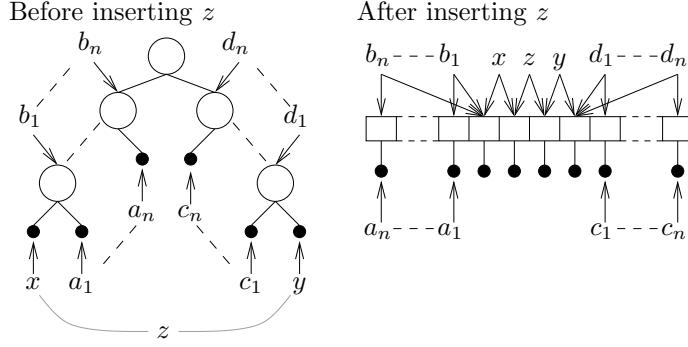 Before inserting z
b_n d_n
b_1 d_1
a_n c_n
x a_1 c_1 y
z
After inserting z
b_n b_1 x z y d_1 d_n
a_n a_1 c_1 c_n